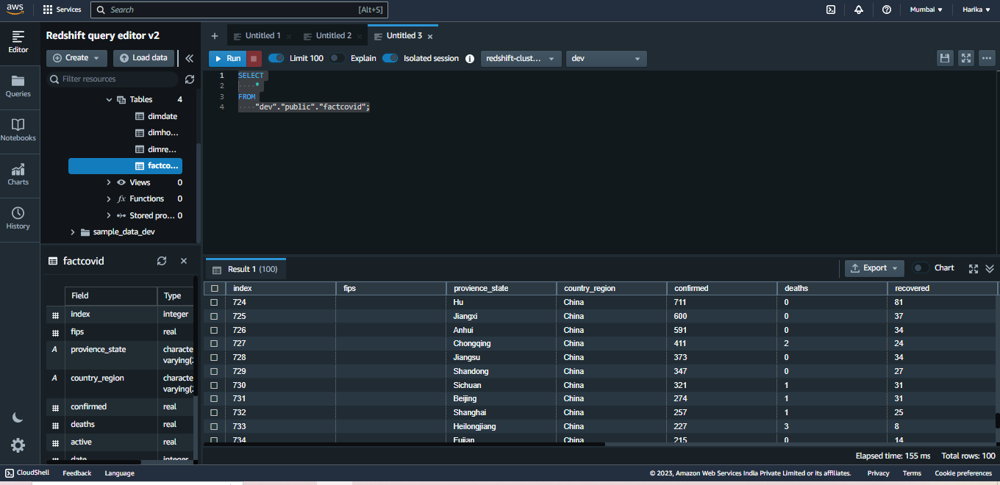 aws Services Search [Alt+S] Mumbai Harika
Editor
Queries
Notebooks
Charts
History
Redshift query editor v2
Create Load data
Filter resources
Tables 4
dimdate
dimho...
dimre...
factco...
Views 0
fx Functions 0
Stored pro... 0
sample_data_dev
factcovid
Field Type
index integer
fips real
provience_state characte
varying(2
country_region characte
varying(2
confirmed real
deaths real
active real
date integer
+ Untitled 1 × Untitled 2 × Untitled 3 ×
Run Limit 100 Explain Isolated session redshift-clust... dev
1 SELECT
2 ····*
3 FROM
4 ····"dev"."public"."factcovid";
Result 1 (100) Export Chart
index fips provience_state country_region confirmed deaths recovered
724 Hu China 711 0 81
725 Jiangxi China 600 0 37
726 Anhui China 591 0 34
727 Chongqing China 411 2 24
728 Jiangsu China 373 0 34
729 Shandong China 347 0 27
730 Sichuan China 321 1 31
731 Beijing China 274 1 31
732 Shanghai China 257 1 25
733 Heilongjiang China 227 3 8
734 Fujian China 215 0 14
Elapsed time: 155 ms Total rows: 100
CloudShell Feedback Language © 2023, Amazon Web Services India Private Limited or its affiliates. Privacy Terms Cookie preferences